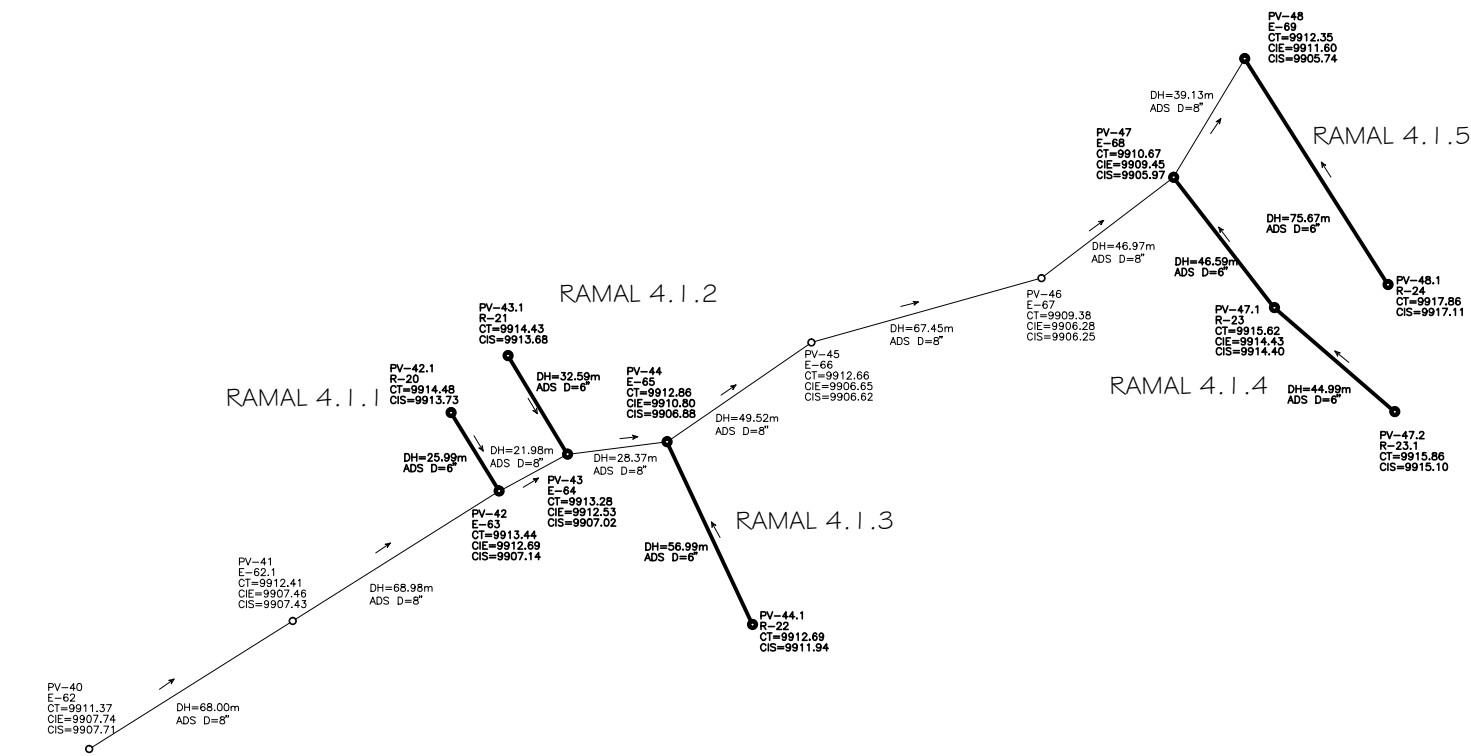 PV-48
E-69
CT=9912.35
CIE=9911.60
CIS=9905.74
DH=39.13m
ADS D=8"
RAMAL 4.1.5
PV-47
E-68
CT=9910.67
CIE=9909.45
CIS=9905.97
DH=75.67m
ADS D=6"
DH=46.97m
ADS D=8"
DH=46.59m
ADS D=6"
PV-48.1
R-24
CT=9917.86
CIS=9917.11
RAMAL 4.1.2
PV-43.1
R-21
CT=9914.43
CIS=9913.68
PV-46
E-67
CT=9909.38
CIE=9906.28
CIS=9906.25
PV-47.1
R-23
CT=9915.62
CIE=9914.43
CIS=9914.40
DH=67.45m
ADS D=8"
PV-45
E-66
CT=9912.66
CIE=9906.65
CIS=9906.62
PV-42.1
R-20
CT=9914.48
CIS=9913.73
RAMAL 4.1.1
DH=32.59m
ADS D=6"
PV-44
E-65
CT=9912.86
CIE=9910.80
CIS=9906.88
RAMAL 4.1.4
DH=44.99m
ADS D=6"
DH=49.52m
ADS D=8"
PV-47.2
R-23.1
CT=9915.86
CIS=9915.10
DH=25.99m
ADS D=6"
DH=21.98m
ADS D=8"
DH=28.37m
ADS D=8"
PV-43
E-64
CT=9913.28
CIE=9912.53
CIS=9907.02
PV-42
E-63
CT=9913.44
CIE=9912.69
CIS=9907.14
RAMAL 4.1.3
DH=56.99m
ADS D=6"
PV-41
E-62.1
CT=9912.41
CIE=9907.46
CIS=9907.43
DH=68.98m
ADS D=8"
PV-44.1
R-22
CT=9912.69
CIS=9911.94
PV-40
E-62
CT=9911.37
CIE=9907.74
CIS=9907.71
DH=68.00m
ADS D=8"